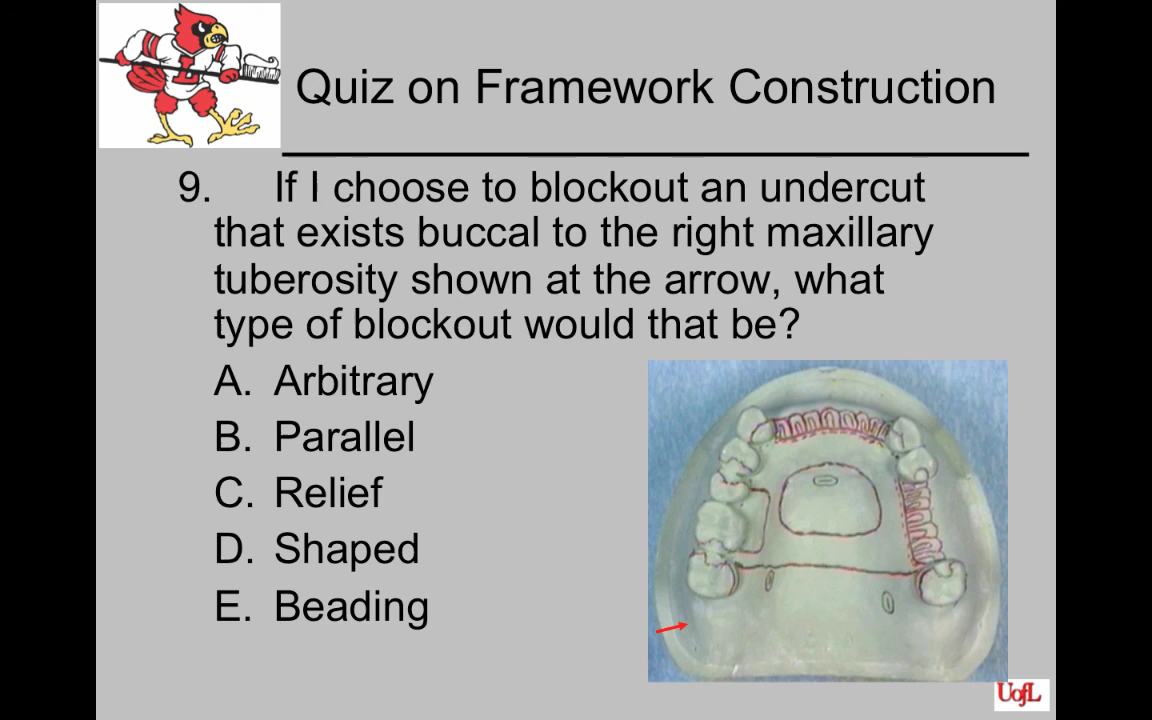 Quiz on Framework Construction
9. If I choose to blockout an undercut
that exists buccal to the right maxillary
tuberosity shown at the arrow, what
type of blockout would that be?
A. Arbitrary
B. Parallel
C. Relief
D. Shaped
E. Beading
L
UofL